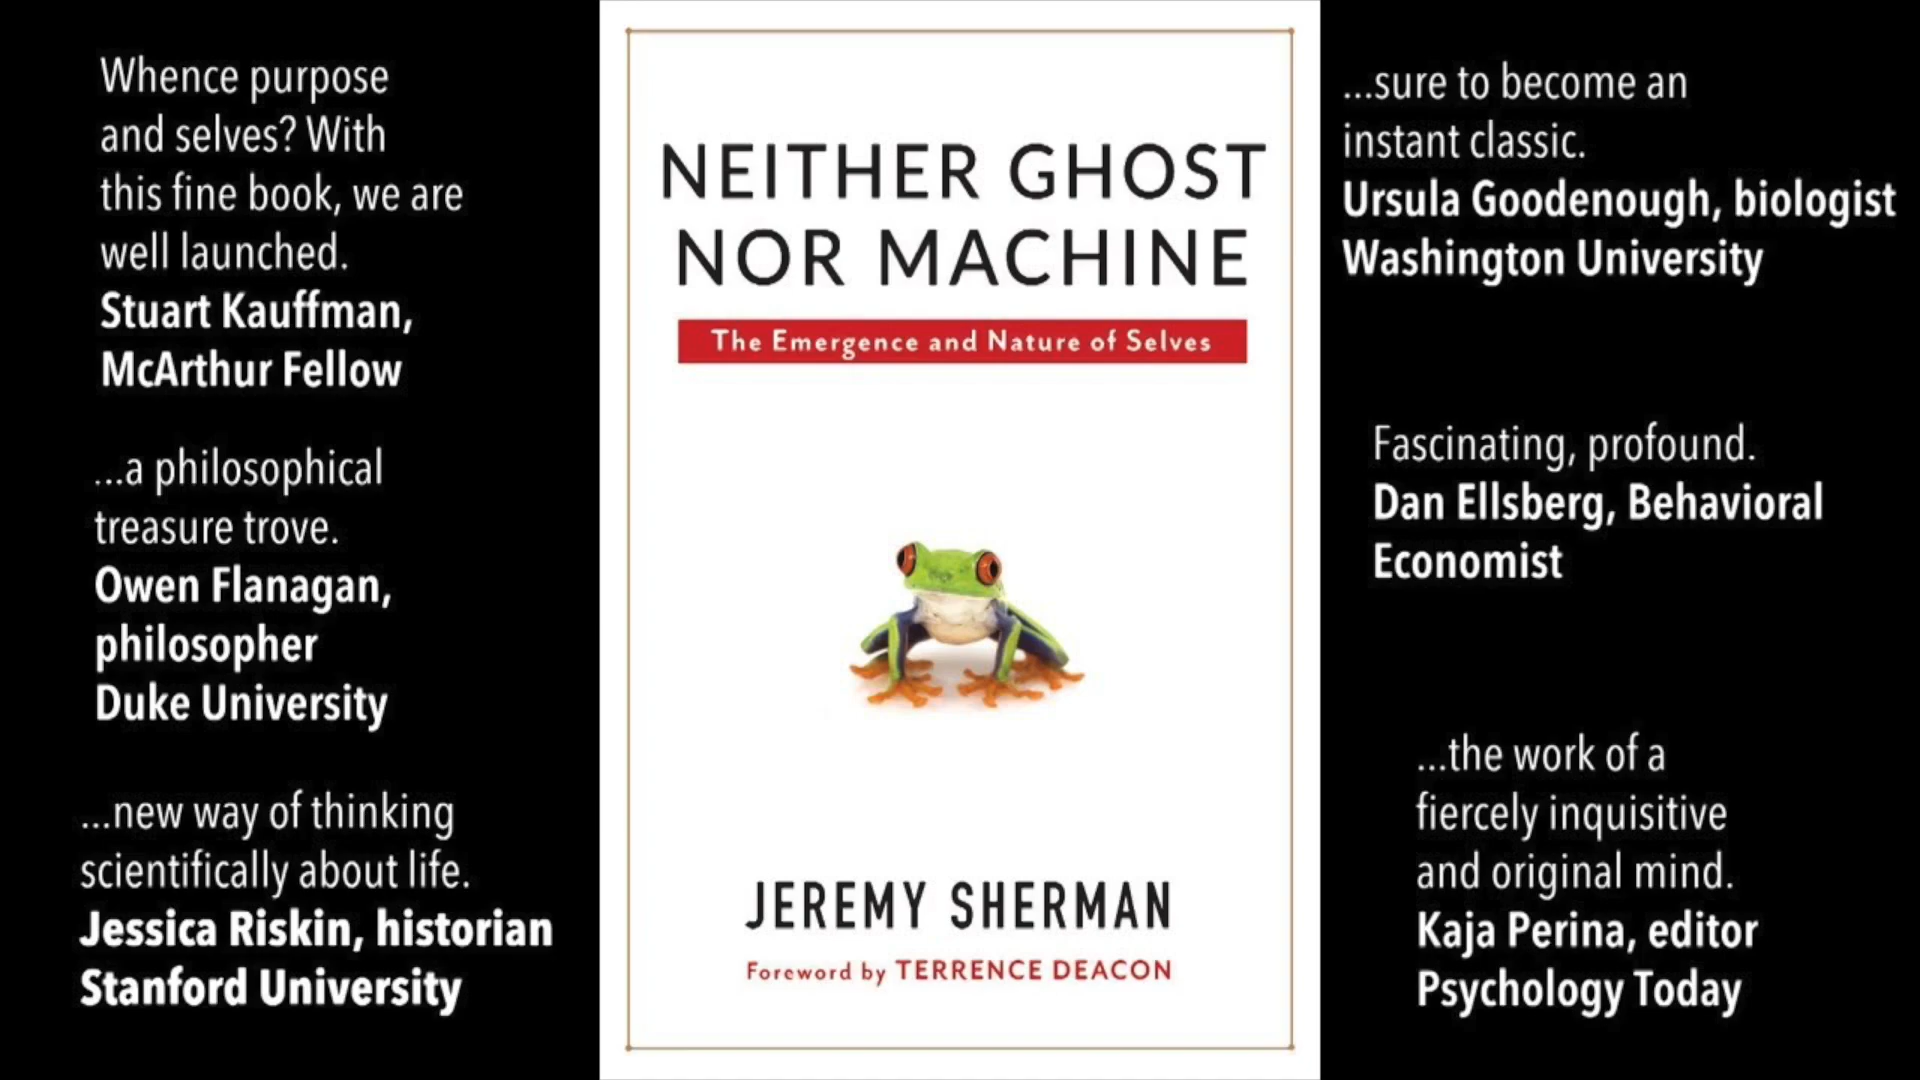 Whence purpose
and selves? With
this fine book, we are
well launched.
Stuart Kauffman,
McArthur Fellow
...a philosophical
treasure trove.
Owen Flanagan,
philosopher
Duke University
...new way of thinking
scientifically about life.
Jessica Riskin, historian
Stanford University
NEITHER GHOST
NOR MACHINE
The Emergence and Nature of Selves
JEREMY SHERMAN
Foreword by TERRENCE DEACON
...sure to become an
instant classic.
Ursula Goodenough, biologist
Washington University
Fascinating, profound.
Dan Ellsberg, Behavioral
Economist
...the work of a
fiercely inquisitive
and original mind.
Kaja Perina, editor
Psychology Today